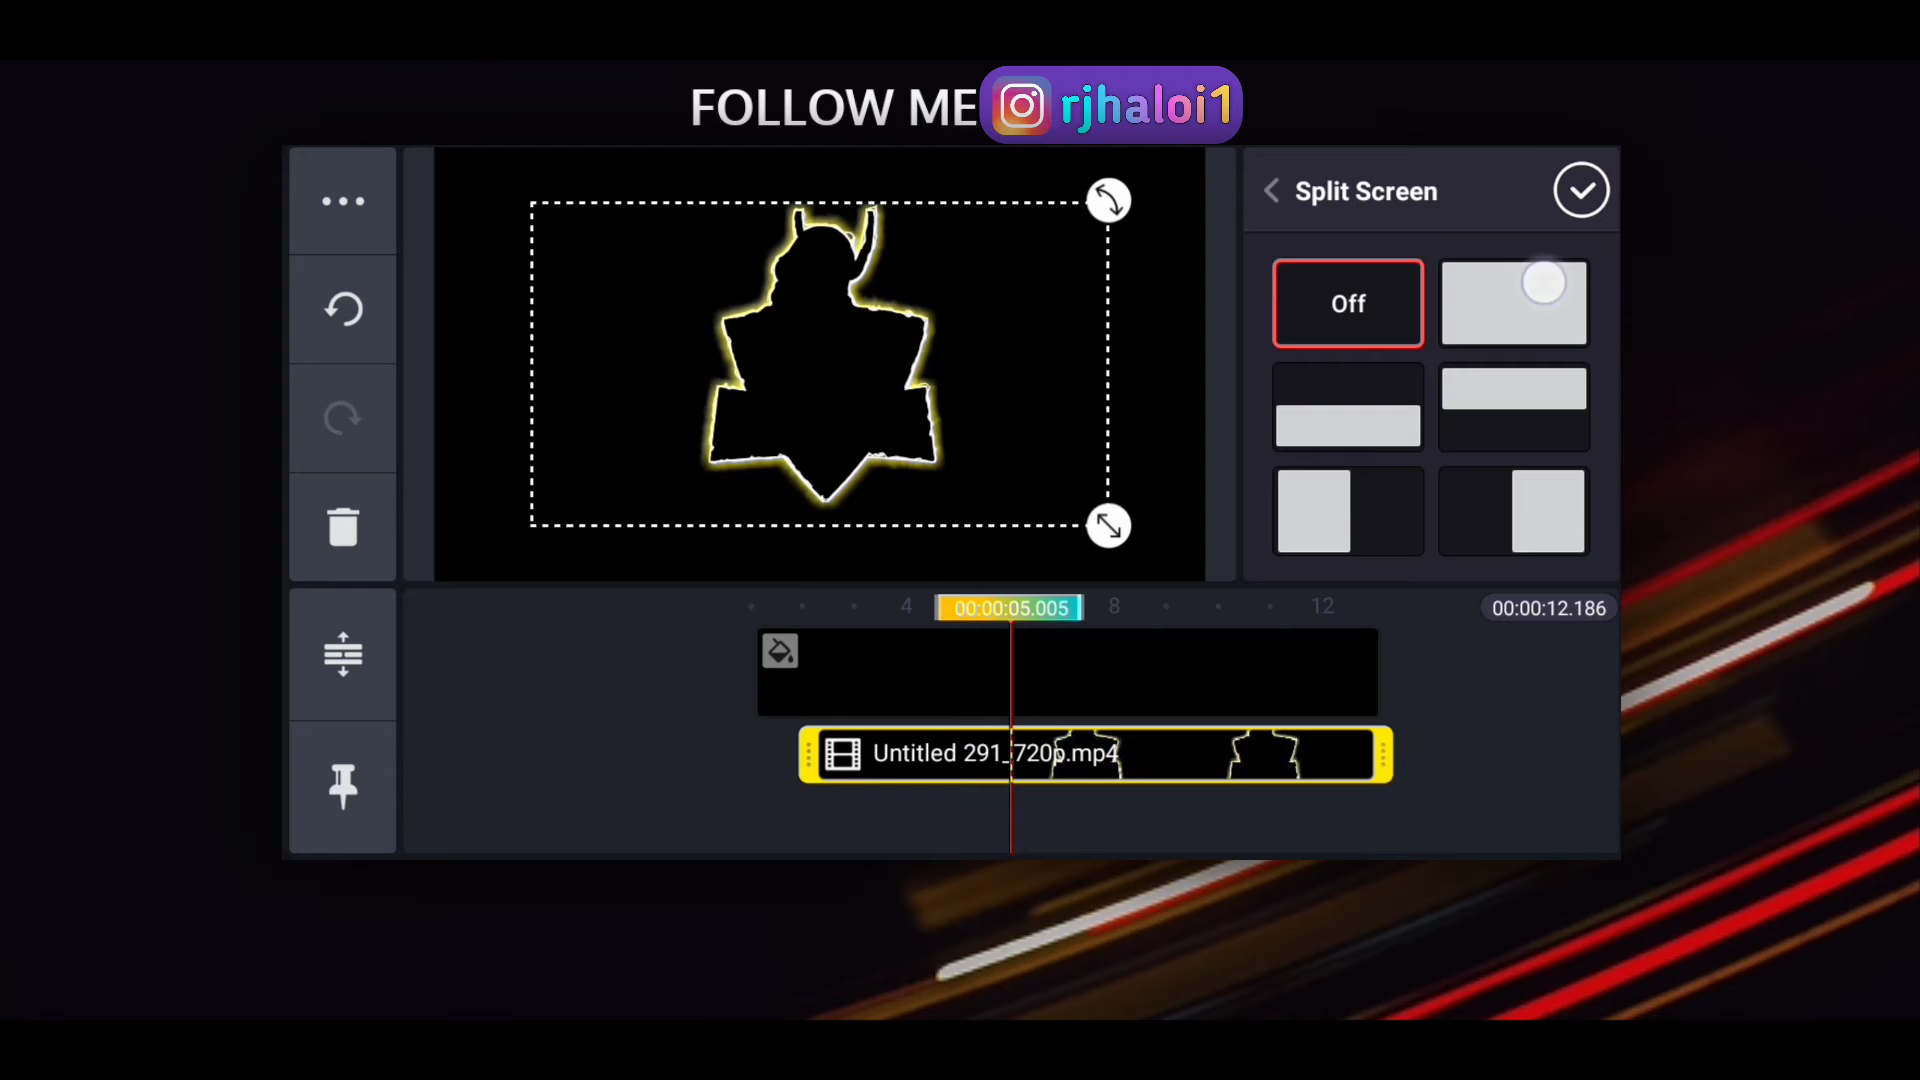 FOLLOW ME rjhaloi1
Split Screen
Off
4 00:00:05.005 8 12 00:00:12.186
Untitled 291_720p.mp4